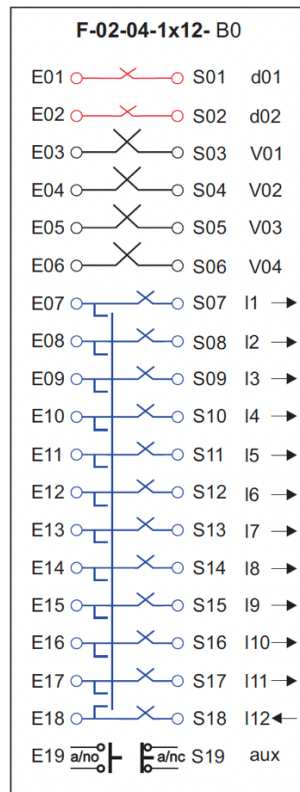 F-02-04-1x12- B0
E01 S01 d01
E02 S02 d02
E03 S03 V01
E04 S04 V02
E05 S05 V03
E06 S06 V04
E07 S07 I1
E08 S08 I2
E09 S09 I3
E10 S10 I4
E11 S11 I5
E12 S12 I6
E13 S13 I7
E14 S14 I8
E15 S15 I9
E16 S16 I10
E17 S17 I11
E18 S18 I12
E19 a/no a/nc S19 aux